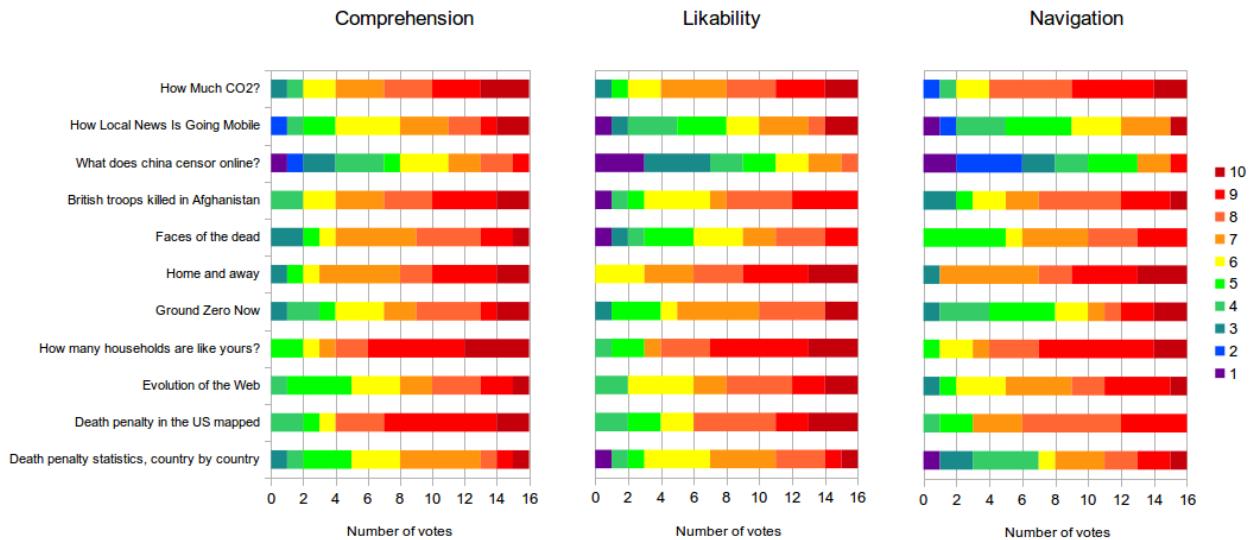 Comprehension Likability Navigation
How Much CO2?
How Local News Is Going Mobile
What does china censor online?
British troops killed in Afghanistan
Faces of the dead
Home and away
Ground Zero Now
How many households are like yours?
Evolution of the Web
Death penalty in the US mapped
Death penalty statistics, country by country
0 2 4 6 8 10 12 14 16
0 2 4 6 8 10 12 14 16
0 2 4 6 8 10 12 14 16
Number of votes
Number of votes
Number of votes
10
9
8
7
6
5
4
3
2
1